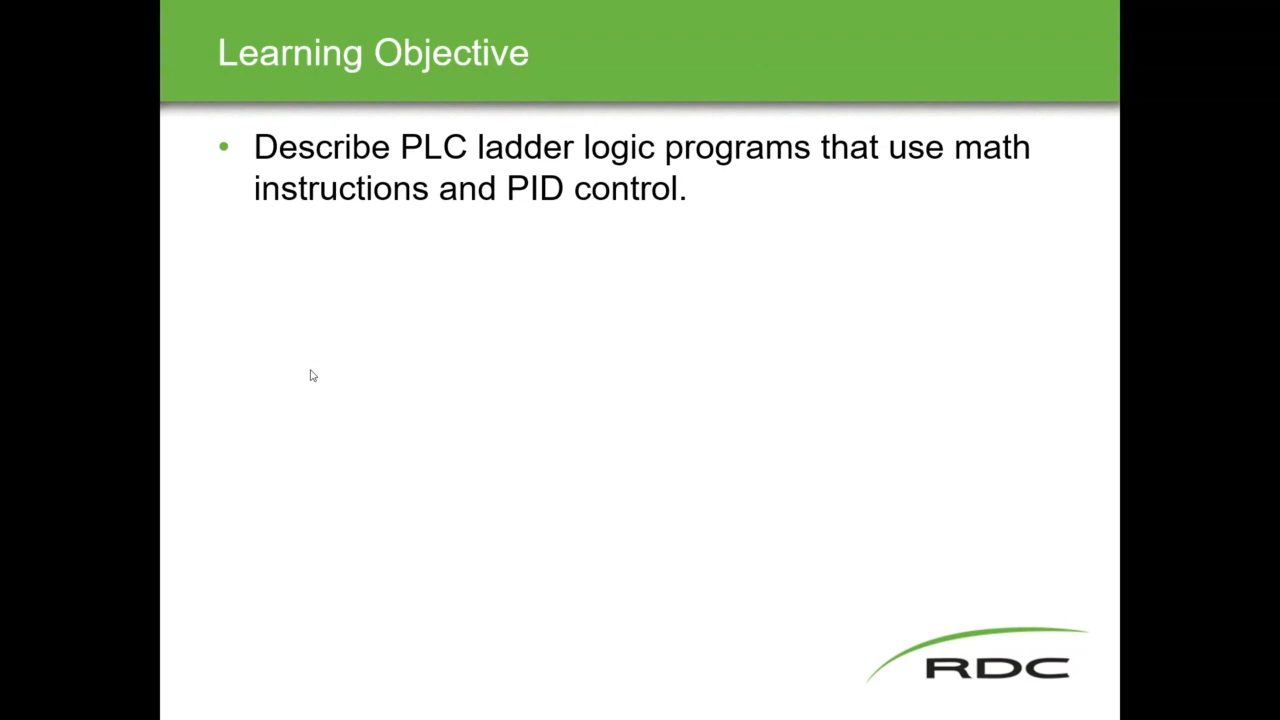 Learning Objective
• Describe PLC ladder logic programs that use math
instructions and PID control.
RDC